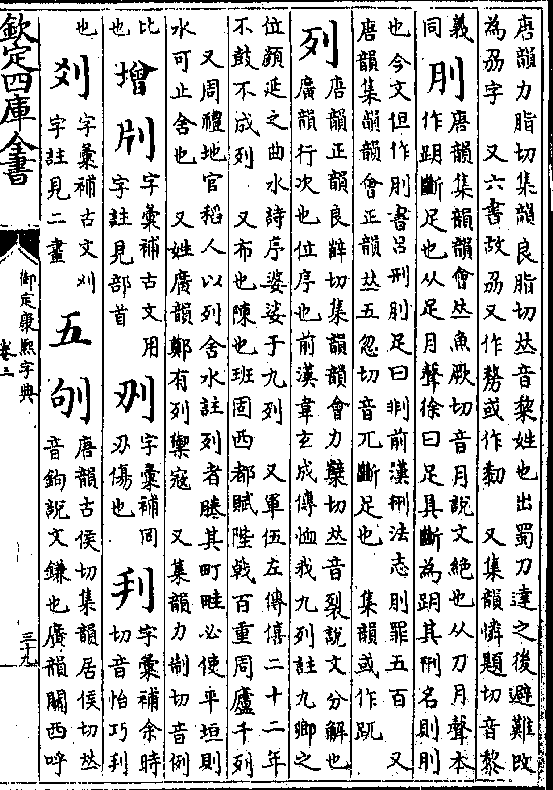 唐韻力脂切集韻良脂切𠀤音黎姓也出蜀刀逵之後避難改
為刕字 又六書故刕又作㔣或作 又集韻憐題切音黎
義同 刖 唐韻集韻韻會𠀤魚厥切音月說文絕也从刀月聲本
作跀斷足也从足月聲徐曰足見斷為跀其刑名則刖
也今文但作刖書呂刑刖足曰剕前漢刑法志刖罪五百 又
唐韻集韻韻會正韻𠀤五忽切音兀斷足也 集韻或作
列 唐韻正韻良辥切集韻韻會力櫱切𠀤音裂說文分解也
廣韻行次也位序也前漢韋玄成傳恤我九列註九卿之
位顏延之曲水詩序婆娑于九列 又軍伍左傳僖二十二年
不鼓不成列 又布也陳也班固西都賦陛戟百重周廬千列
又周禮地官稻人以列舍水註列者勝其町畦必使平垣則
水可止舍也 又姓廣韻鄭有列禦寇 又集韻力制切音例
比也 增 字彙補古文用字註見部首 刅 字彙補同刃傷也 字彙補余時切音怡巧
也 字彙補古文刈字註見二畫 五 刨 唐韻古侯切集韻居侯切𠀤音鉤說文鎌也廣韻關西呼
欽定四庫全書
御定康熙字典
卷三
三十九